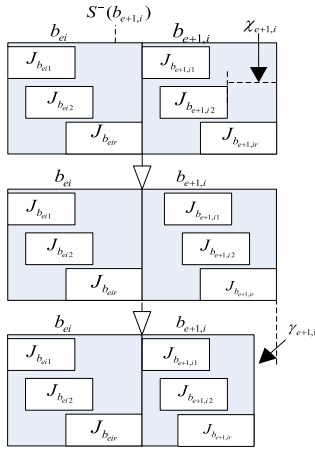 S⁻(b_{e+1,i})
b_{ei} b_{e+1,i} χ_{e+1,i}
J_{b_{ei1}} J_{b_{e+1,i1}}
J_{b_{ei2}} J_{b_{e+1,i2}}
J_{b_{eir}} J_{b_{e+1,ir}}
b_{ei} b_{e+1,i}
J_{b_{ei1}} J_{b_{e+1,i1}}
J_{b_{ei2}} J_{b_{e+1,i2}}
J_{b_{eir}} J_{b_{e+1,ir}}
b_{ei} b_{e+1,i} γ_{e+1,i}
J_{b_{ei1}} J_{b_{e+1,i1}}
J_{b_{ei2}} J_{b_{e+1,i2}}
J_{b_{eir}} J_{b_{e+1,ir}}